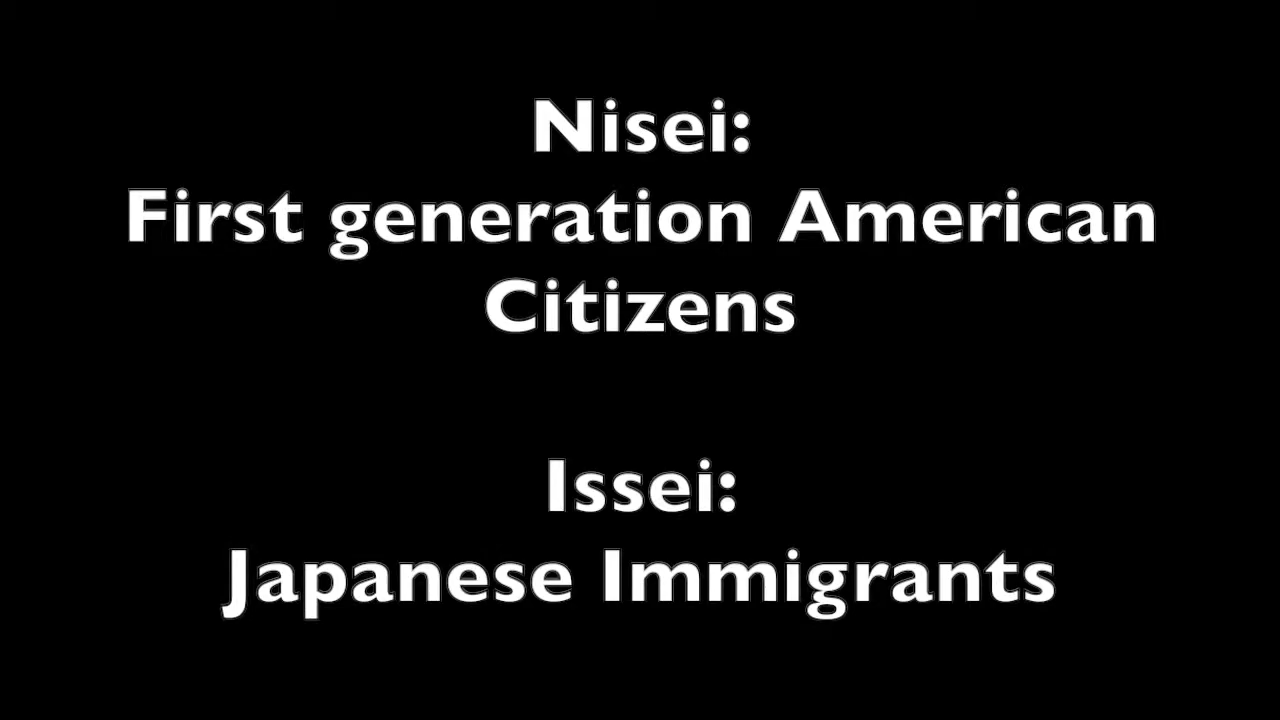 Nisei:
First generation American
Citizens
Issei:
Japanese Immigrants